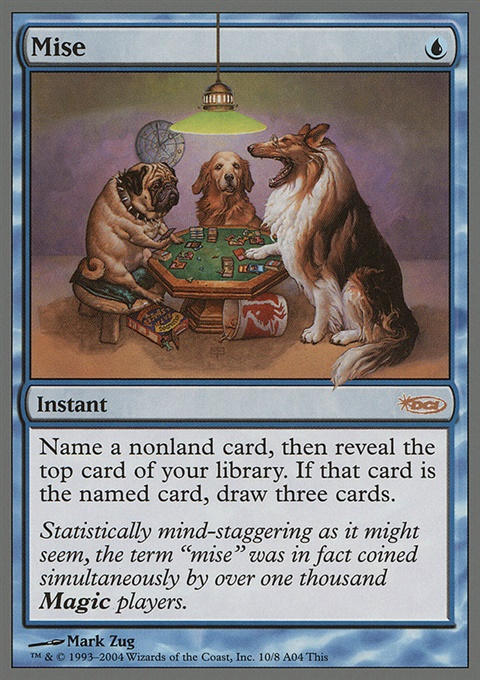 Mise
Instant
DCI
Name a nonland card, then reveal the
top card of your library. If that card is
the named card, draw three cards.
Statistically mind-staggering as it might
seem, the term “mise” was in fact coined
simultaneously by over one thousand
Magic players.
Mark Zug
™ & © 1993–2004 Wizards of the Coast, Inc. 10/8 A04 This